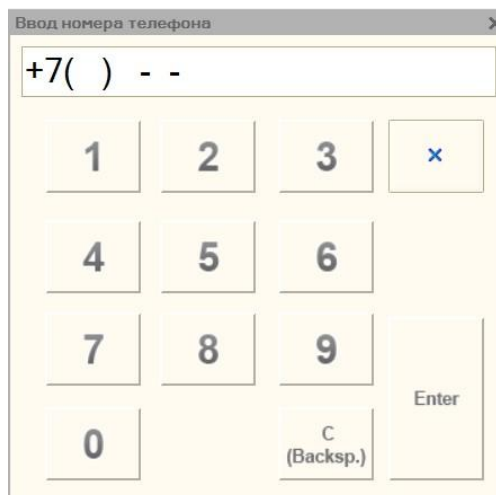 Ввод номера телефона ×
+7( ) - -
1 2 3 ×
4 5 6
7 8 9
Enter
0 C
(Backsp.)